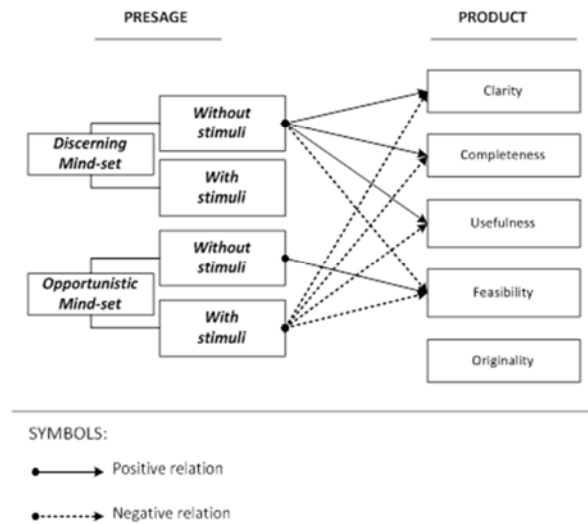 PRESAGE
PRODUCT
Without
stimuli
Discerning
Mind-set
With
stimuli
Without
stimuli
Opportunistic
Mind-set
With
stimuli
Clarity
Completeness
Usefulness
Feasibility
Originality
SYMBOLS:
Positive relation
Negative relation